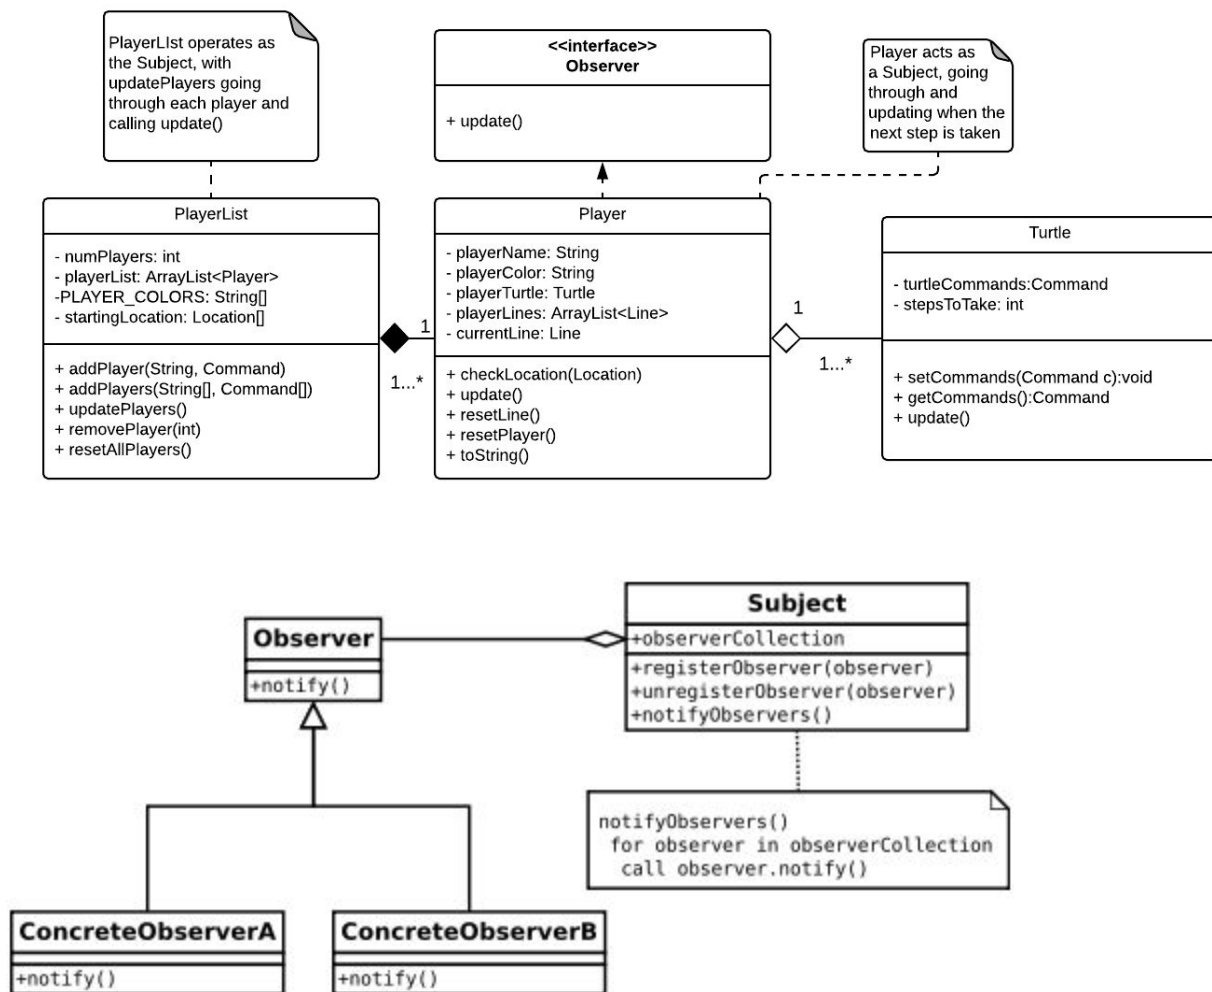 PlayerLIst operates as
the Subject, with
updatePlayers going
through each player and
calling update()
<<interface>>
Observer
+ update()
Player acts as
a Subject, going
through and
updating when the
next step is taken
PlayerList
- numPlayers: int
- playerList: ArrayList<Player>
-PLAYER_COLORS: String[]
- startingLocation: Location[]
+ addPlayer(String, Command)
+ addPlayers(String[], Command[])
+ updatePlayers()
+ removePlayer(int)
+ resetAllPlayers()
1
1...*
Player
- playerName: String
- playerColor: String
- playerTurtle: Turtle
- playerLines: ArrayList<Line>
- currentLine: Line
+ checkLocation(Location)
+ update()
+ resetLine()
+ resetPlayer()
+ toString()
1
1...*
Turtle
- turtleCommands:Command
- stepsToTake: int
+ setCommands(Command c):void
+ getCommands():Command
+ update()
Observer
+notify()
Subject
+observerCollection
+registerObserver(observer)
+unregisterObserver(observer)
+notifyObservers()
notifyObservers()
for observer in observerCollection
call observer.notify()
ConcreteObserverA
+notify()
ConcreteObserverB
+notify()